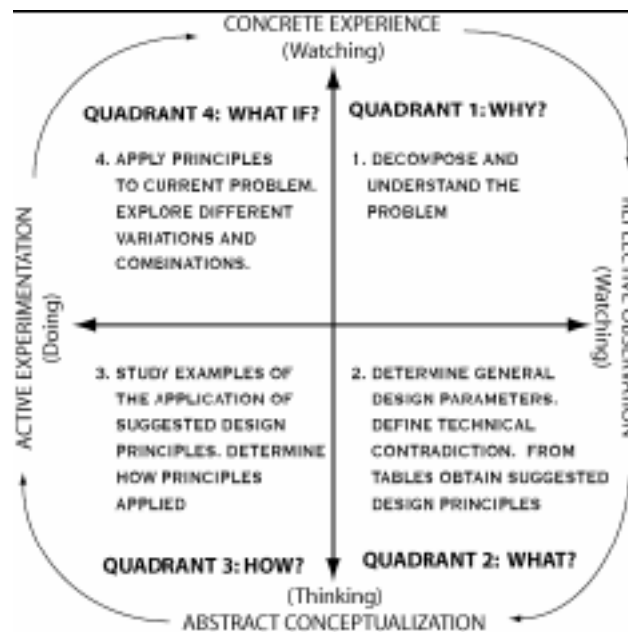 CONCRETE EXPERIENCE
(Watching)
QUADRANT 4: WHAT IF?
4. APPLY PRINCIPLES
TO CURRENT PROBLEM.
EXPLORE DIFFERENT
VARIATIONS AND
COMBINATIONS.
QUADRANT 1: WHY?
1. DECOMPOSE AND
UNDERSTAND THE
PROBLEM
ACTIVE EXPERIMENTATION
(Doing)
REFLECTIVE OBSERVATION
(Watching)
3. STUDY EXAMPLES OF
THE APPLICATION OF
SUGGESTED DESIGN
PRINCIPLES. DETERMINE
HOW PRINCIPLES
APPLIED
QUADRANT 3: HOW?
2. DETERMINE GENERAL
DESIGN PARAMETERS.
DEFINE TECHNICAL
CONTRADICTION. FROM
TABLES OBTAIN SUGGESTED
DESIGN PRINCIPLES
QUADRANT 2: WHAT?
(Thinking)
ABSTRACT CONCEPTUALIZATION